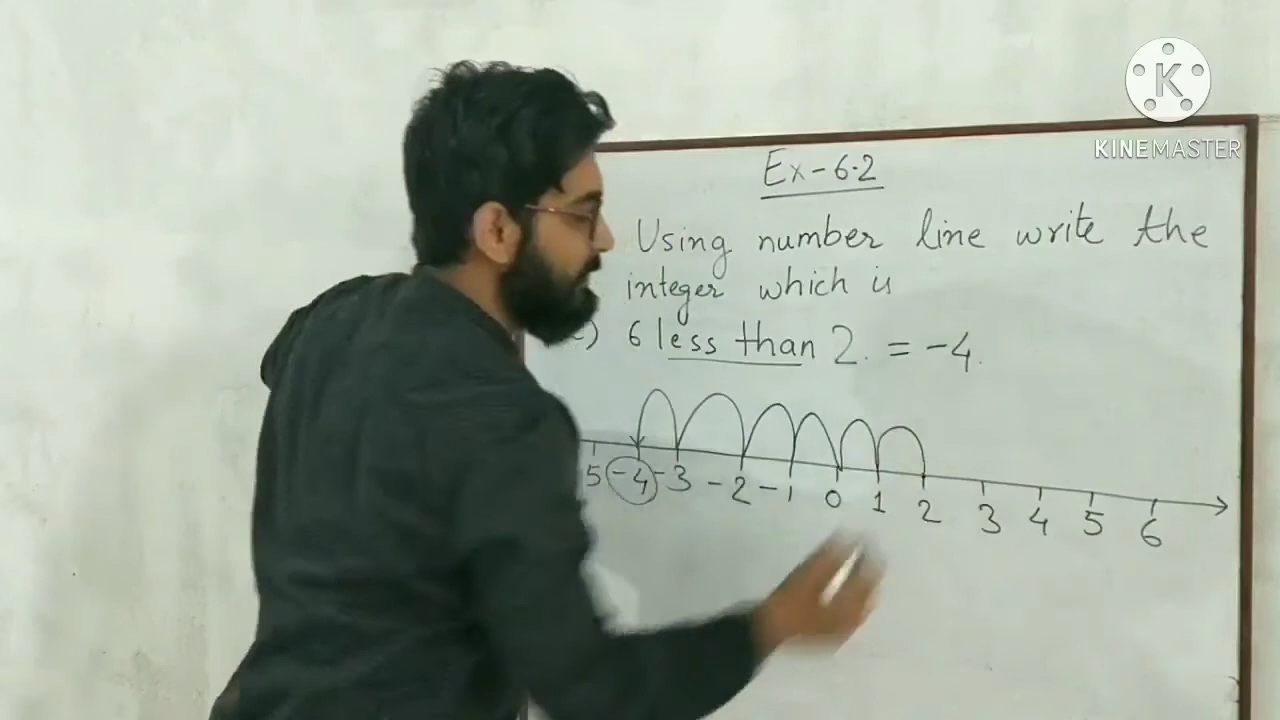 K
KINEMASTER
Ex-6.2
Using number line write the
integer which is
) 6 less than 2. = -4.
5 -4 -3 -2 -1 0 1 2 3 4 5 6